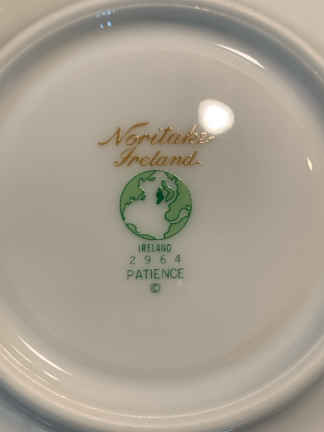 Noritake
Ireland
IRELAND
2964
PATIENCE
©